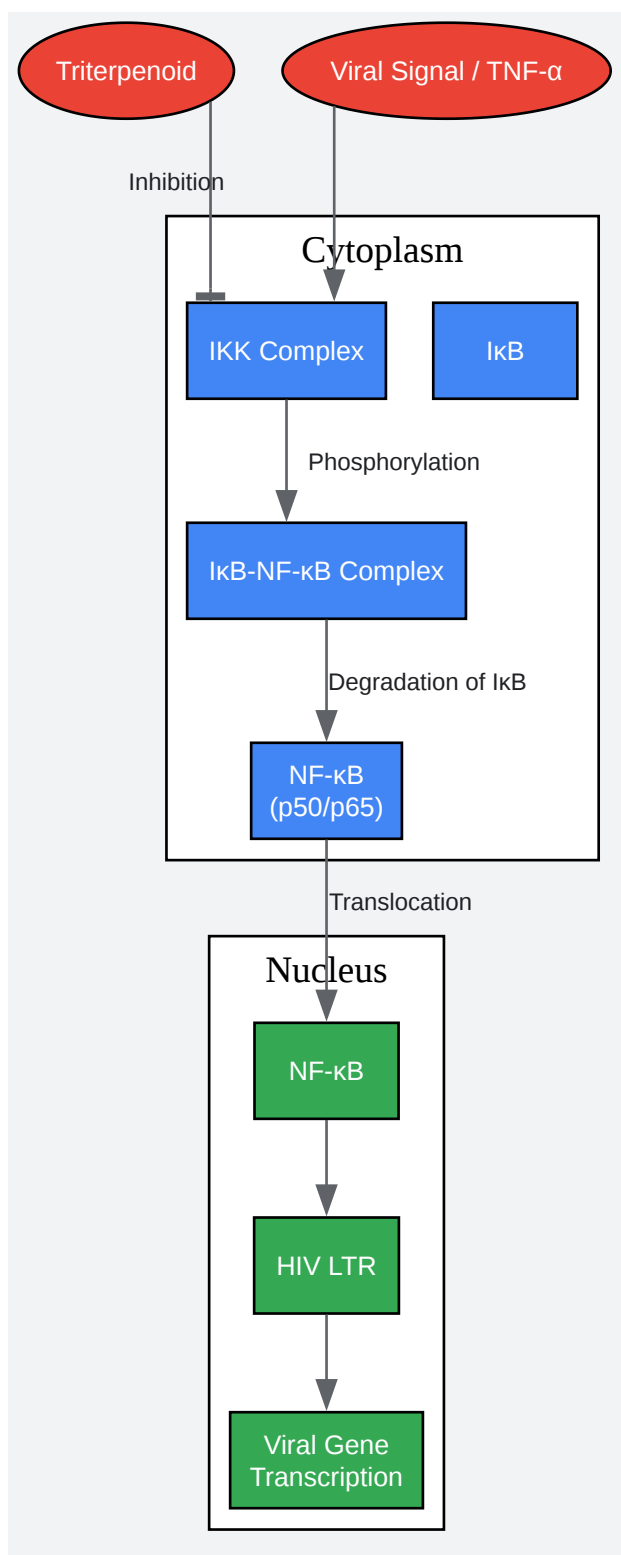 Triterpenoid
Viral Signal / TNF-α
Inhibition
Cytoplasm
IKK Complex
IκB
Phosphorylation
IκB-NF-κB Complex
Degradation of IκB
NF-κB
(p50/p65)
Translocation
Nucleus
NF-κB
HIV LTR
Viral Gene
Transcription